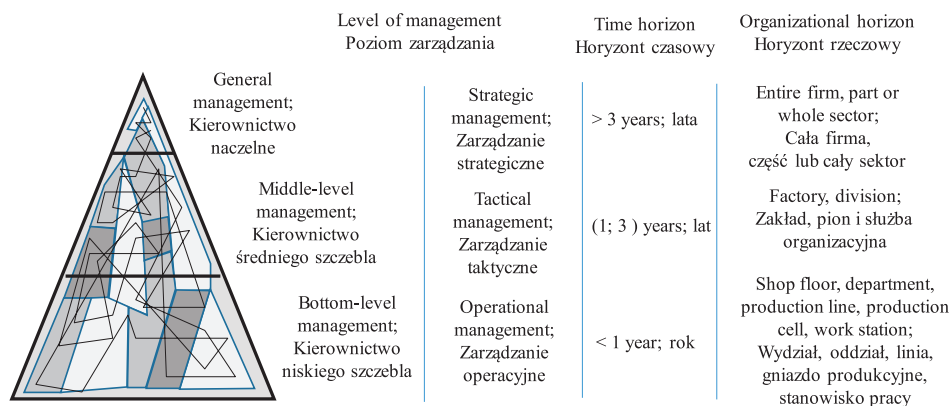 Level of management
Poziom zarządzania
Time horizon
Horyzont czasowy
Organizational horizon
Horyzont rzeczowy
General
management;
Kierownictwo
naczelne
Strategic
management;
Zarządzanie
strategiczne
> 3 years; lata
Entire firm, part or
whole sector;
Cała firma,
część lub cały sektor
Middle-level
management;
Kierownictwo
średniego szczebla
Tactical
management;
Zarządzanie
taktyczne
(1; 3 ) years; lat
Factory, division;
Zakład, pion i służba
organizacyjna
Bottom-level
management;
Kierownictwo
niskiego szczebla
Operational
management;
Zarządzanie
operacyjne
< 1 year; rok
Shop floor, department,
production line, production
cell, work station;
Wydział, oddział, linia,
gniazdo produkcyjne,
stanowisko pracy